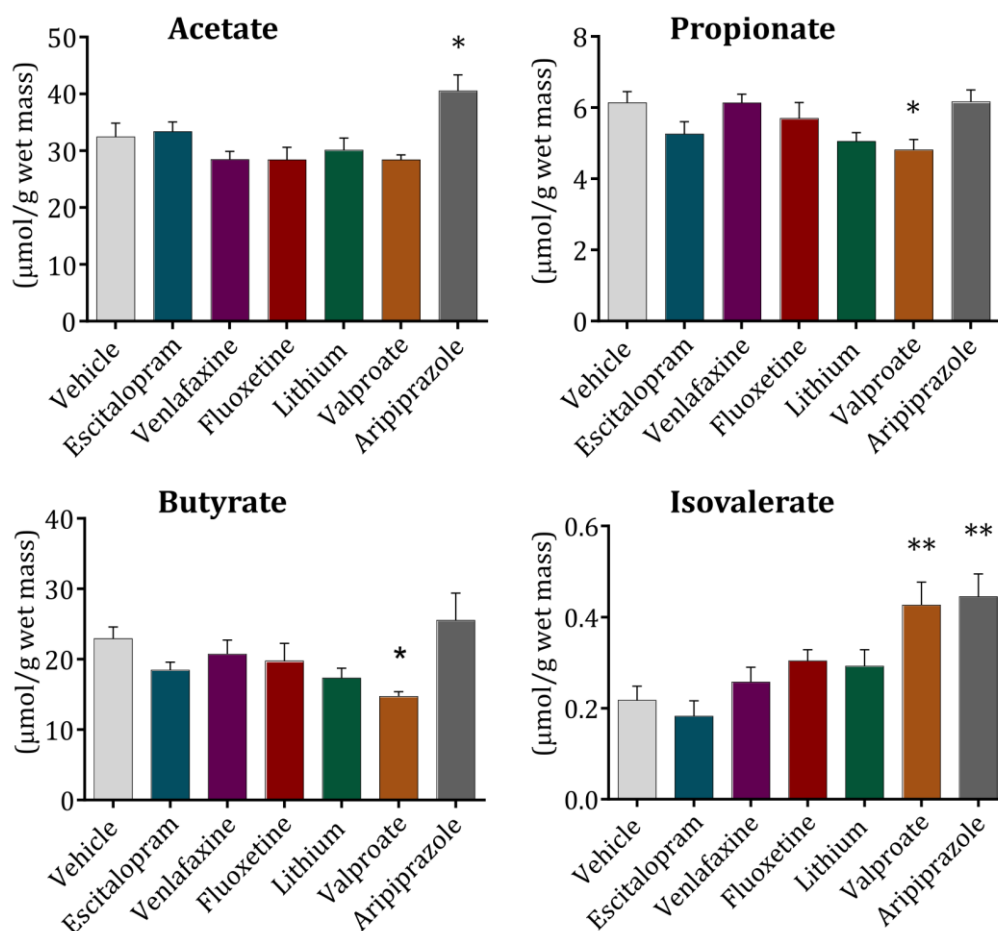 Acetate
(μmol/g wet mass)
50
40
30
20
10
0
*
Vehicle
Escitalopram
Venlafaxine
Fluoxetine
Lithium
Valproate
Aripiprazole
Propionate
(μmol/g wet mass)
8
6
4
2
0
*
Vehicle
Escitalopram
Venlafaxine
Fluoxetine
Lithium
Valproate
Aripiprazole
Butyrate
(μmol/g wet mass)
40
30
20
10
0
*
Vehicle
Escitalopram
Venlafaxine
Fluoxetine
Lithium
Valproate
Aripiprazole
Isovalerate
(μmol/g wet mass)
0.6
0.4
0.2
0.0
**
**
Vehicle
Escitalopram
Venlafaxine
Fluoxetine
Lithium
Valproate
Aripiprazole